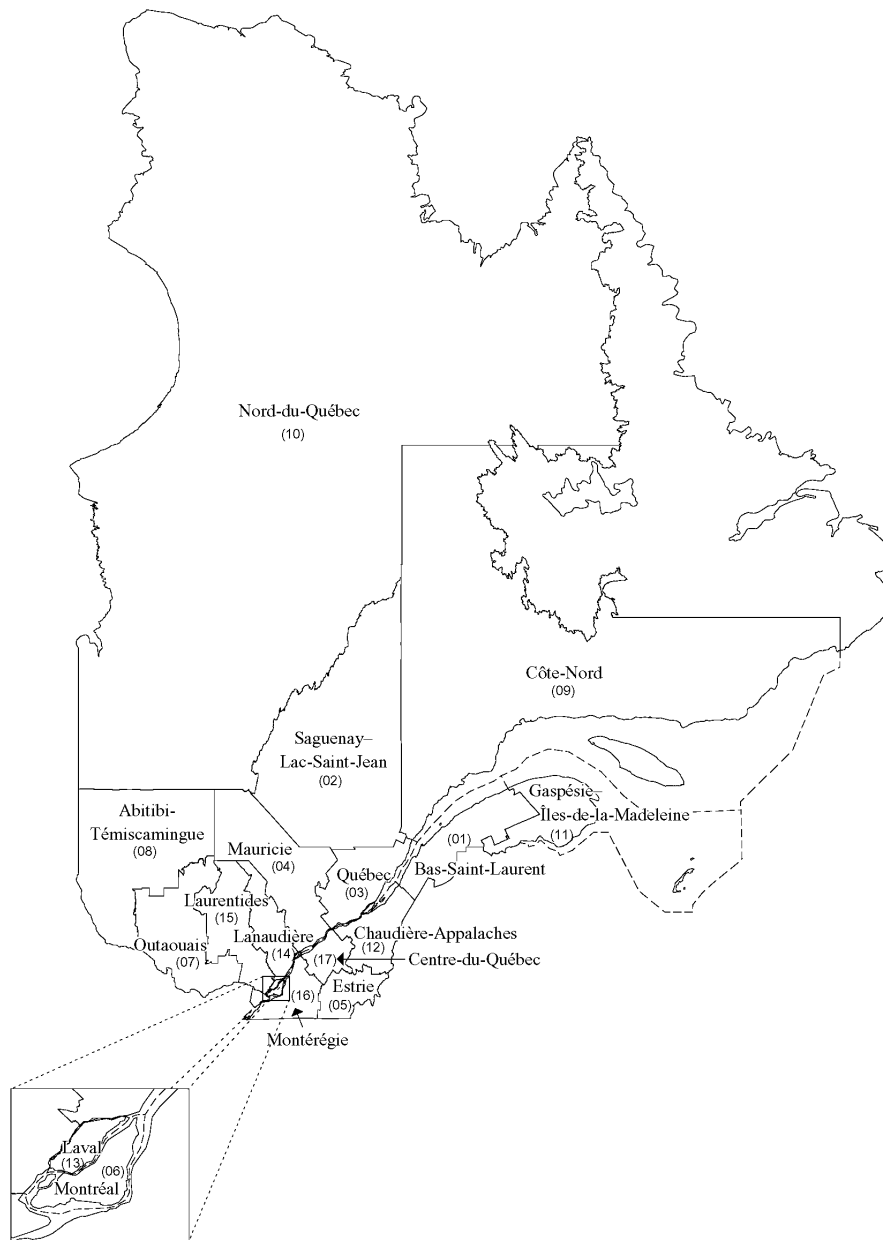 Nord-du-Québec
(10)
Côte-Nord
(09)
Saguenay–
Lac-Saint-Jean
(02)
Gaspésie–
Îles-de-la-Madeleine
(11)
Abitibi-
Témiscamingue
(08)
Mauricie
(04)
(01)
Bas-Saint-Laurent
Québec
(03)
Laurentides
(15)
Lanaudière
(14)
Chaudière-Appalaches
(12)
Outaouais
(07)
(17)
Centre-du-Québec
Estrie
(05)
(16)
Montérégie
Laval
(13)
(06)
Montréal